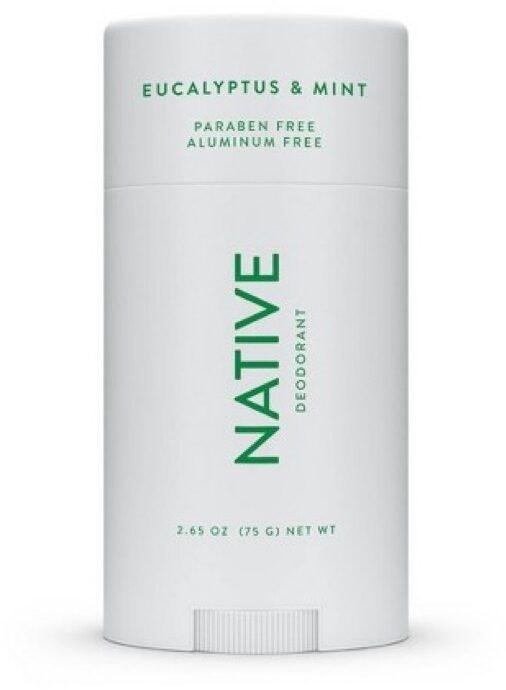 EUCALYPTUS & MINT
PARABEN FREE
ALUMINUM FREE
NATIVE
DEODORANT
2.65 OZ (75 G) NET WT